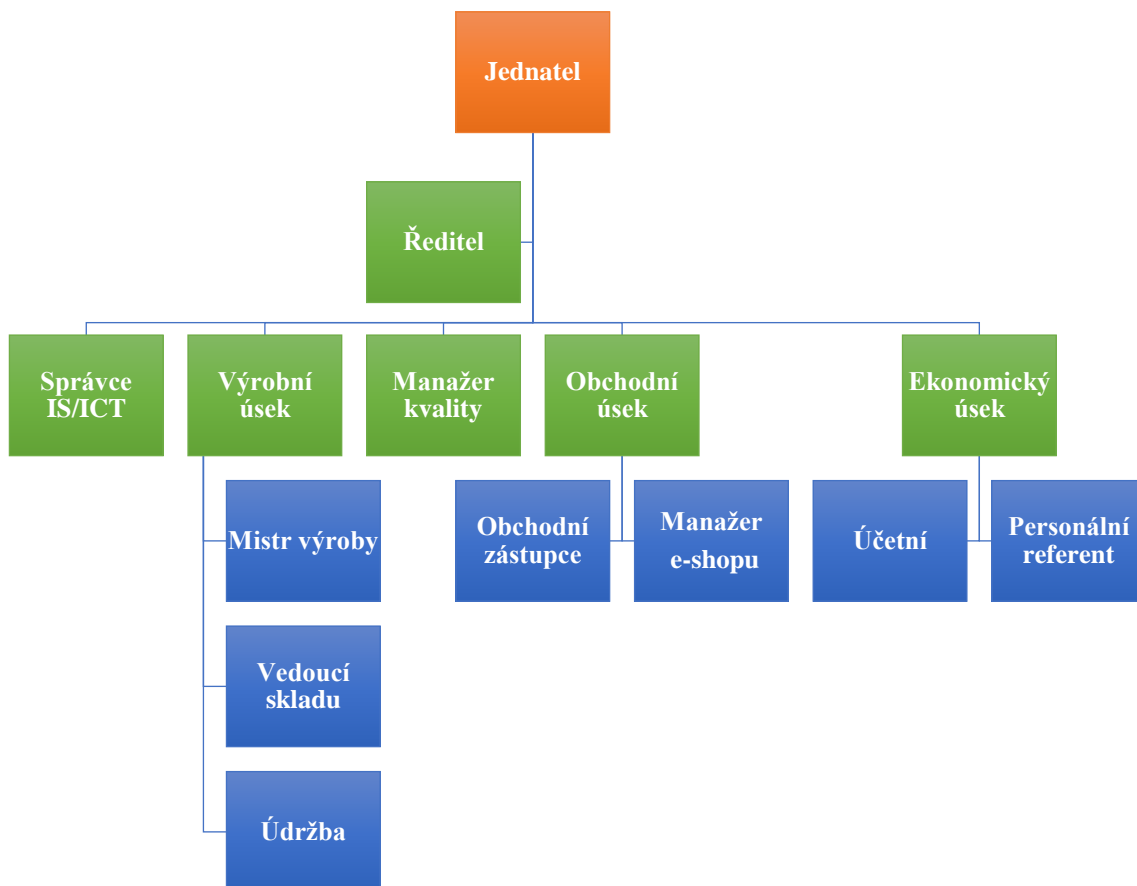 Jednatel
Ředitel
Správce
IS/ICT
Výrobní
úsek
Manažer
kvality
Obchodní
úsek
Ekonomický
úsek
Mistr výroby
Obchodní
zástupce
Manažer
e-shopu
Účetní
Personální
referent
Vedoucí
skladu
Údržba